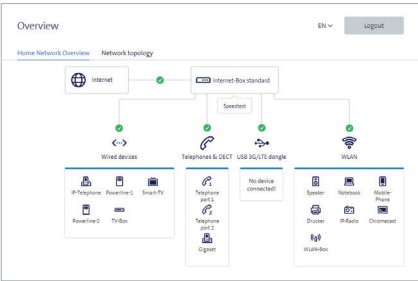 Overview
EN
Logout
Home Network Overview Network topology
Internet
Internet-Box standard
Speedtest
Wired devices
Telephones & DECT
USB 3G/LTE dongle
WLAN
IP-Telephone Powerline-1 Smart-TV
Powerline-2 TV-Box
Telephone
port 1
Telephone
port 2
Gigaset
No device
connected!
Speaker Notebook Mobile-
Phone
Drucker IP-Radio Chromecast
WLAN-Box